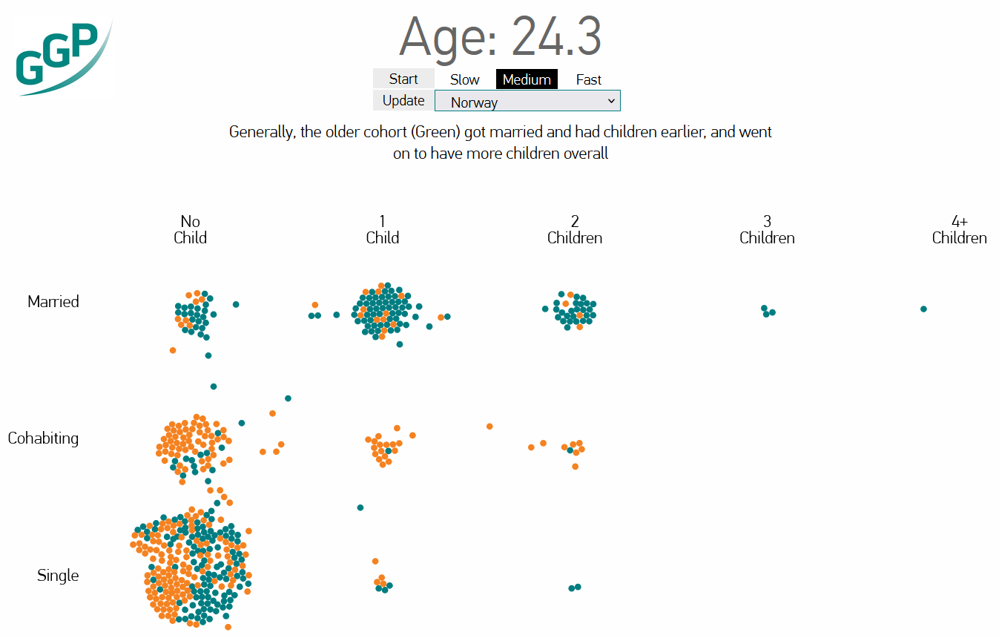 GGP
Age: 24.3
Start Slow Medium Fast
Update Norway
Generally, the older cohort (Green) got married and had children earlier, and went
on to have more children overall
No 1 2 3 4+
Child Child Children Children Children
Married
Cohabiting
Single